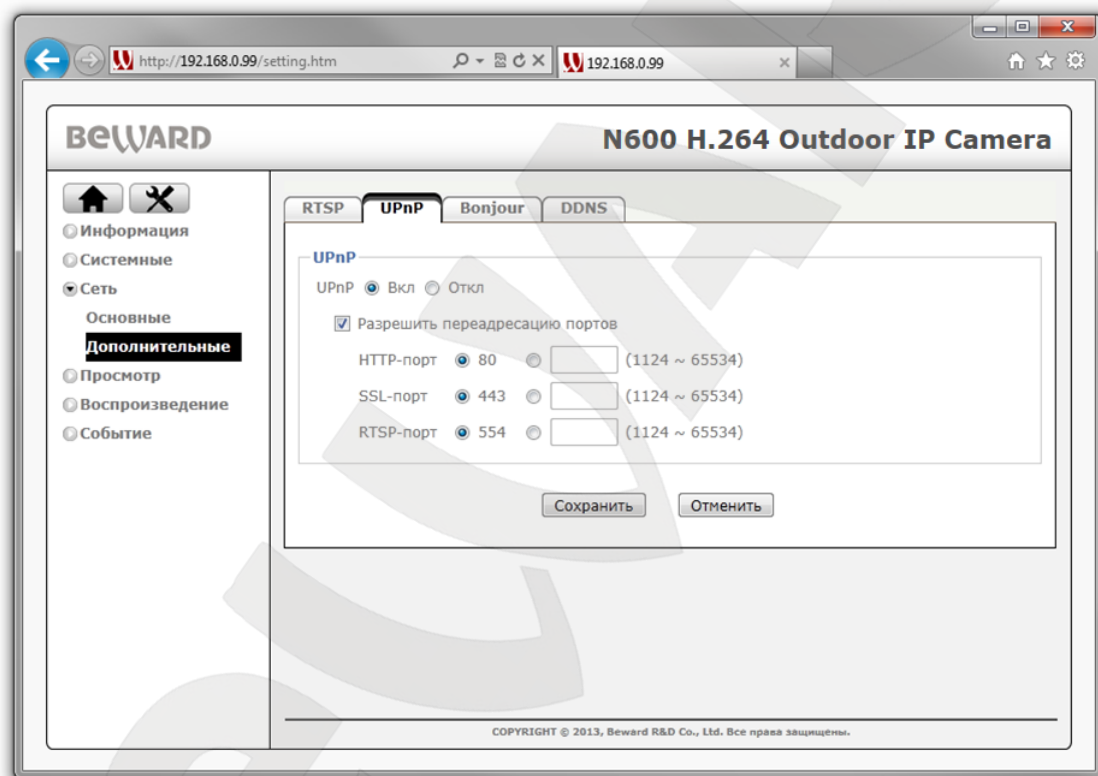 http://192.168.0.99/setting.htm
192.168.0.99
BEWARD
N600 H.264 Outdoor IP Camera
RTSP UPnP Bonjour DDNS
Информация
Системные
Сеть
Основные
Дополнительные
Просмотр
Воспроизведение
Событие
UPnP
UPnP Вкл Откл
Разрешить переадресацию портов
HTTP-порт 80 (1124 ~ 65534)
SSL-порт 443 (1124 ~ 65534)
RTSP-порт 554 (1124 ~ 65534)
Сохранить Отменить
COPYRIGHT © 2013, Beward R&D Co., Ltd. Все права защищены.